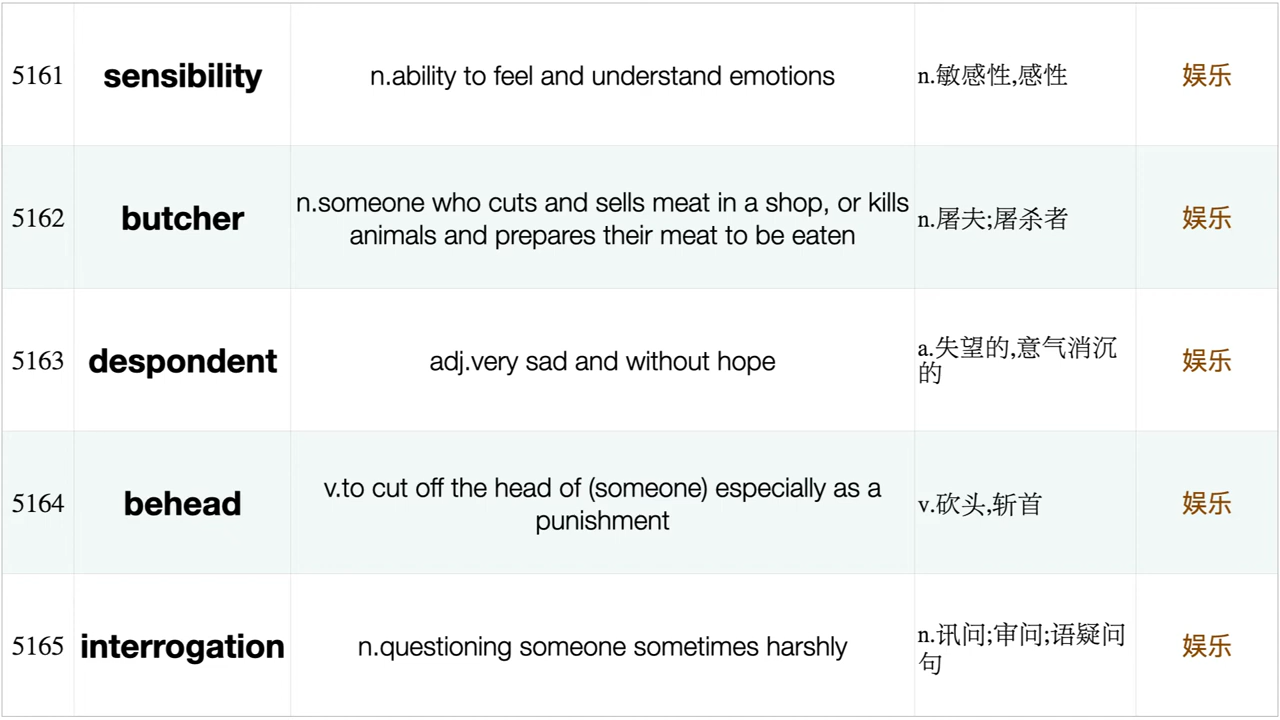 5161 sensibility n.ability to feel and understand emotions n.敏感性,感性 娱乐
5162 butcher n.someone who cuts and sells meat in a shop, or kills
animals and prepares their meat to be eaten n.屠夫;屠杀者 娱乐
5163 despondent adj.very sad and without hope a.失望的,意气消沉
的 娱乐
5164 behead v.to cut off the head of (someone) especially as a
punishment v.砍头,斩首 娱乐
5165 interrogation n.questioning someone sometimes harshly n.讯问;审问;语疑问
句 娱乐